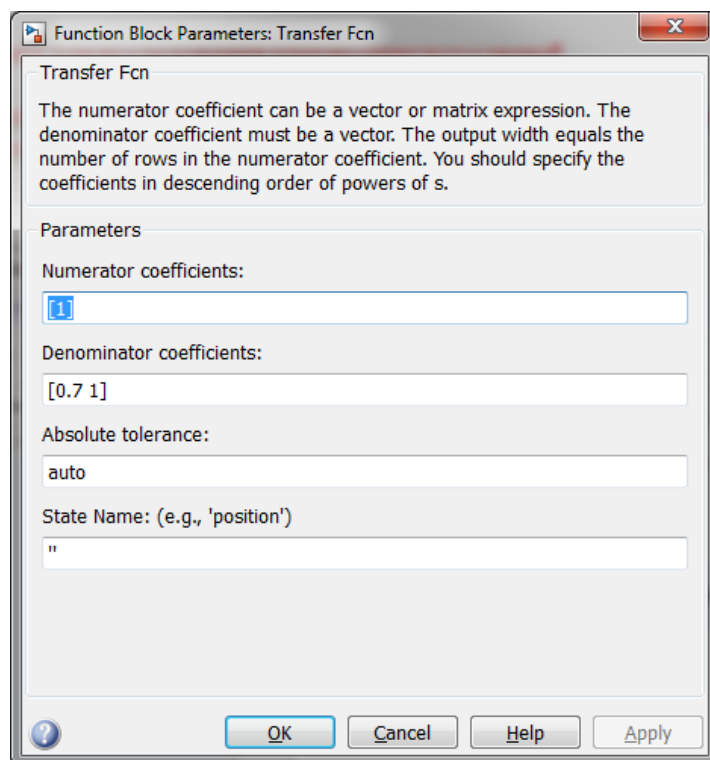 Function Block Parameters: Transfer Fcn
Transfer Fcn
The numerator coefficient can be a vector or matrix expression. The
denominator coefficient must be a vector. The output width equals the
number of rows in the numerator coefficient. You should specify the
coefficients in descending order of powers of s.
Parameters
Numerator coefficients:
[1]
Denominator coefficients:
[0.7 1]
Absolute tolerance:
auto
State Name: (e.g., 'position')
''
OK Cancel Help Apply